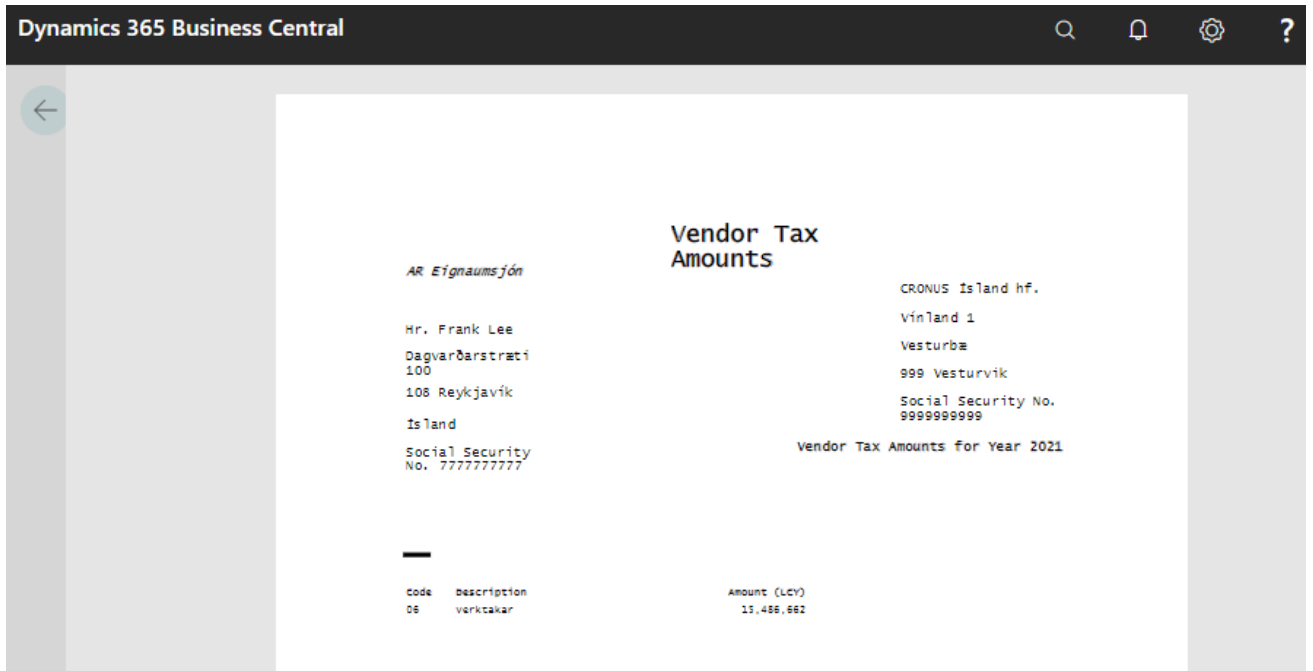 Dynamics 365 Business Central
?
Vendor Tax
Amounts
AR Eignaumsjón
Hr. Frank Lee
Dagvarðarstræti
100
108 Reykjavík
Ísland
Social Security
No. 7777777777
CRONUS Ísland hf.
Vínland 1
Vesturbæ
999 Vesturvik
Social Security No.
9999999999
Vendor Tax Amounts for Year 2021
Code Description Amount (LCY)
06 Verktakar 13,486,662